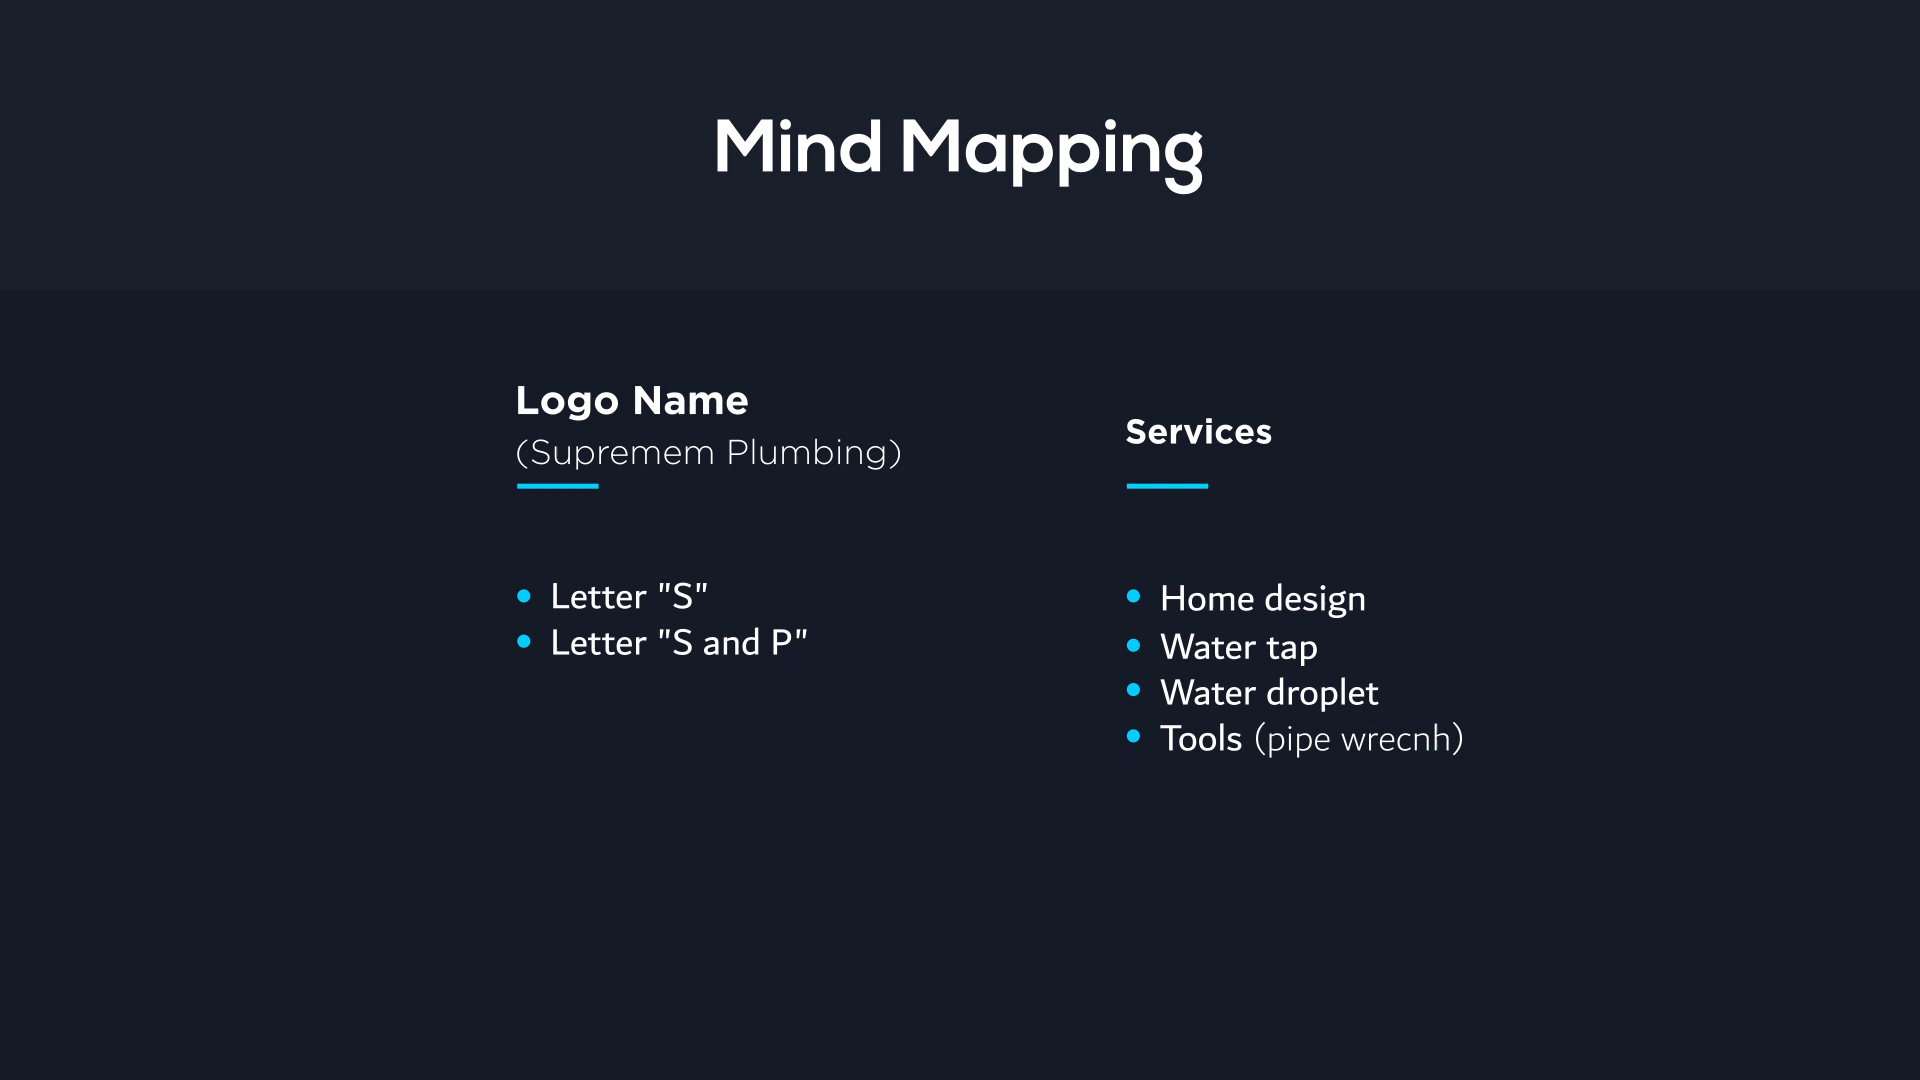 Mind Mapping
Logo Name
(Supremem Plumbing)
• Letter "S"
• Letter "S and P"
Services
• Home design
• Water tap
• Water droplet
• Tools (pipe wrecnh)